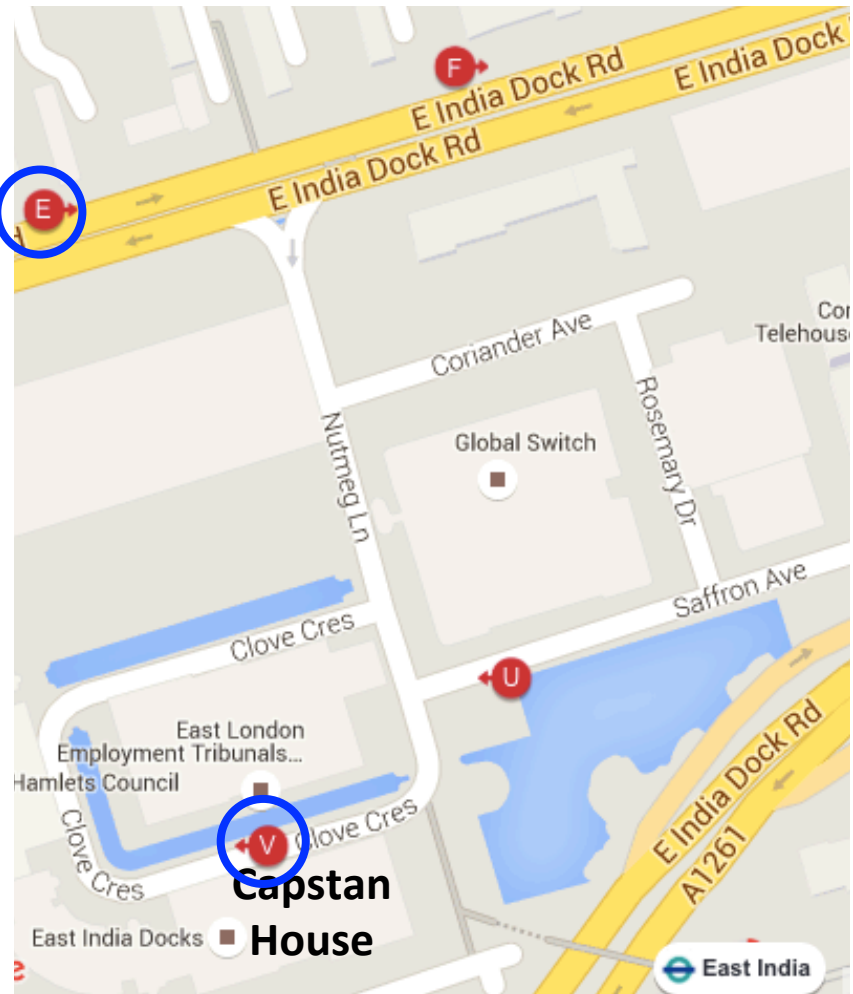 F
E India Dock Rd
E India Dock
E India Dock Rd
E
Coriander Ave
Telehouse
Rosemary Dr
Global Switch
Nutmeg Ln
Saffron Ave
Clove Cres
U
East London
Employment Tribunals...
Hamlets Council
E India Dock Rd
V
Clove Cres
Clove Cres
A1261
Capstan
House
East India Docks
East India